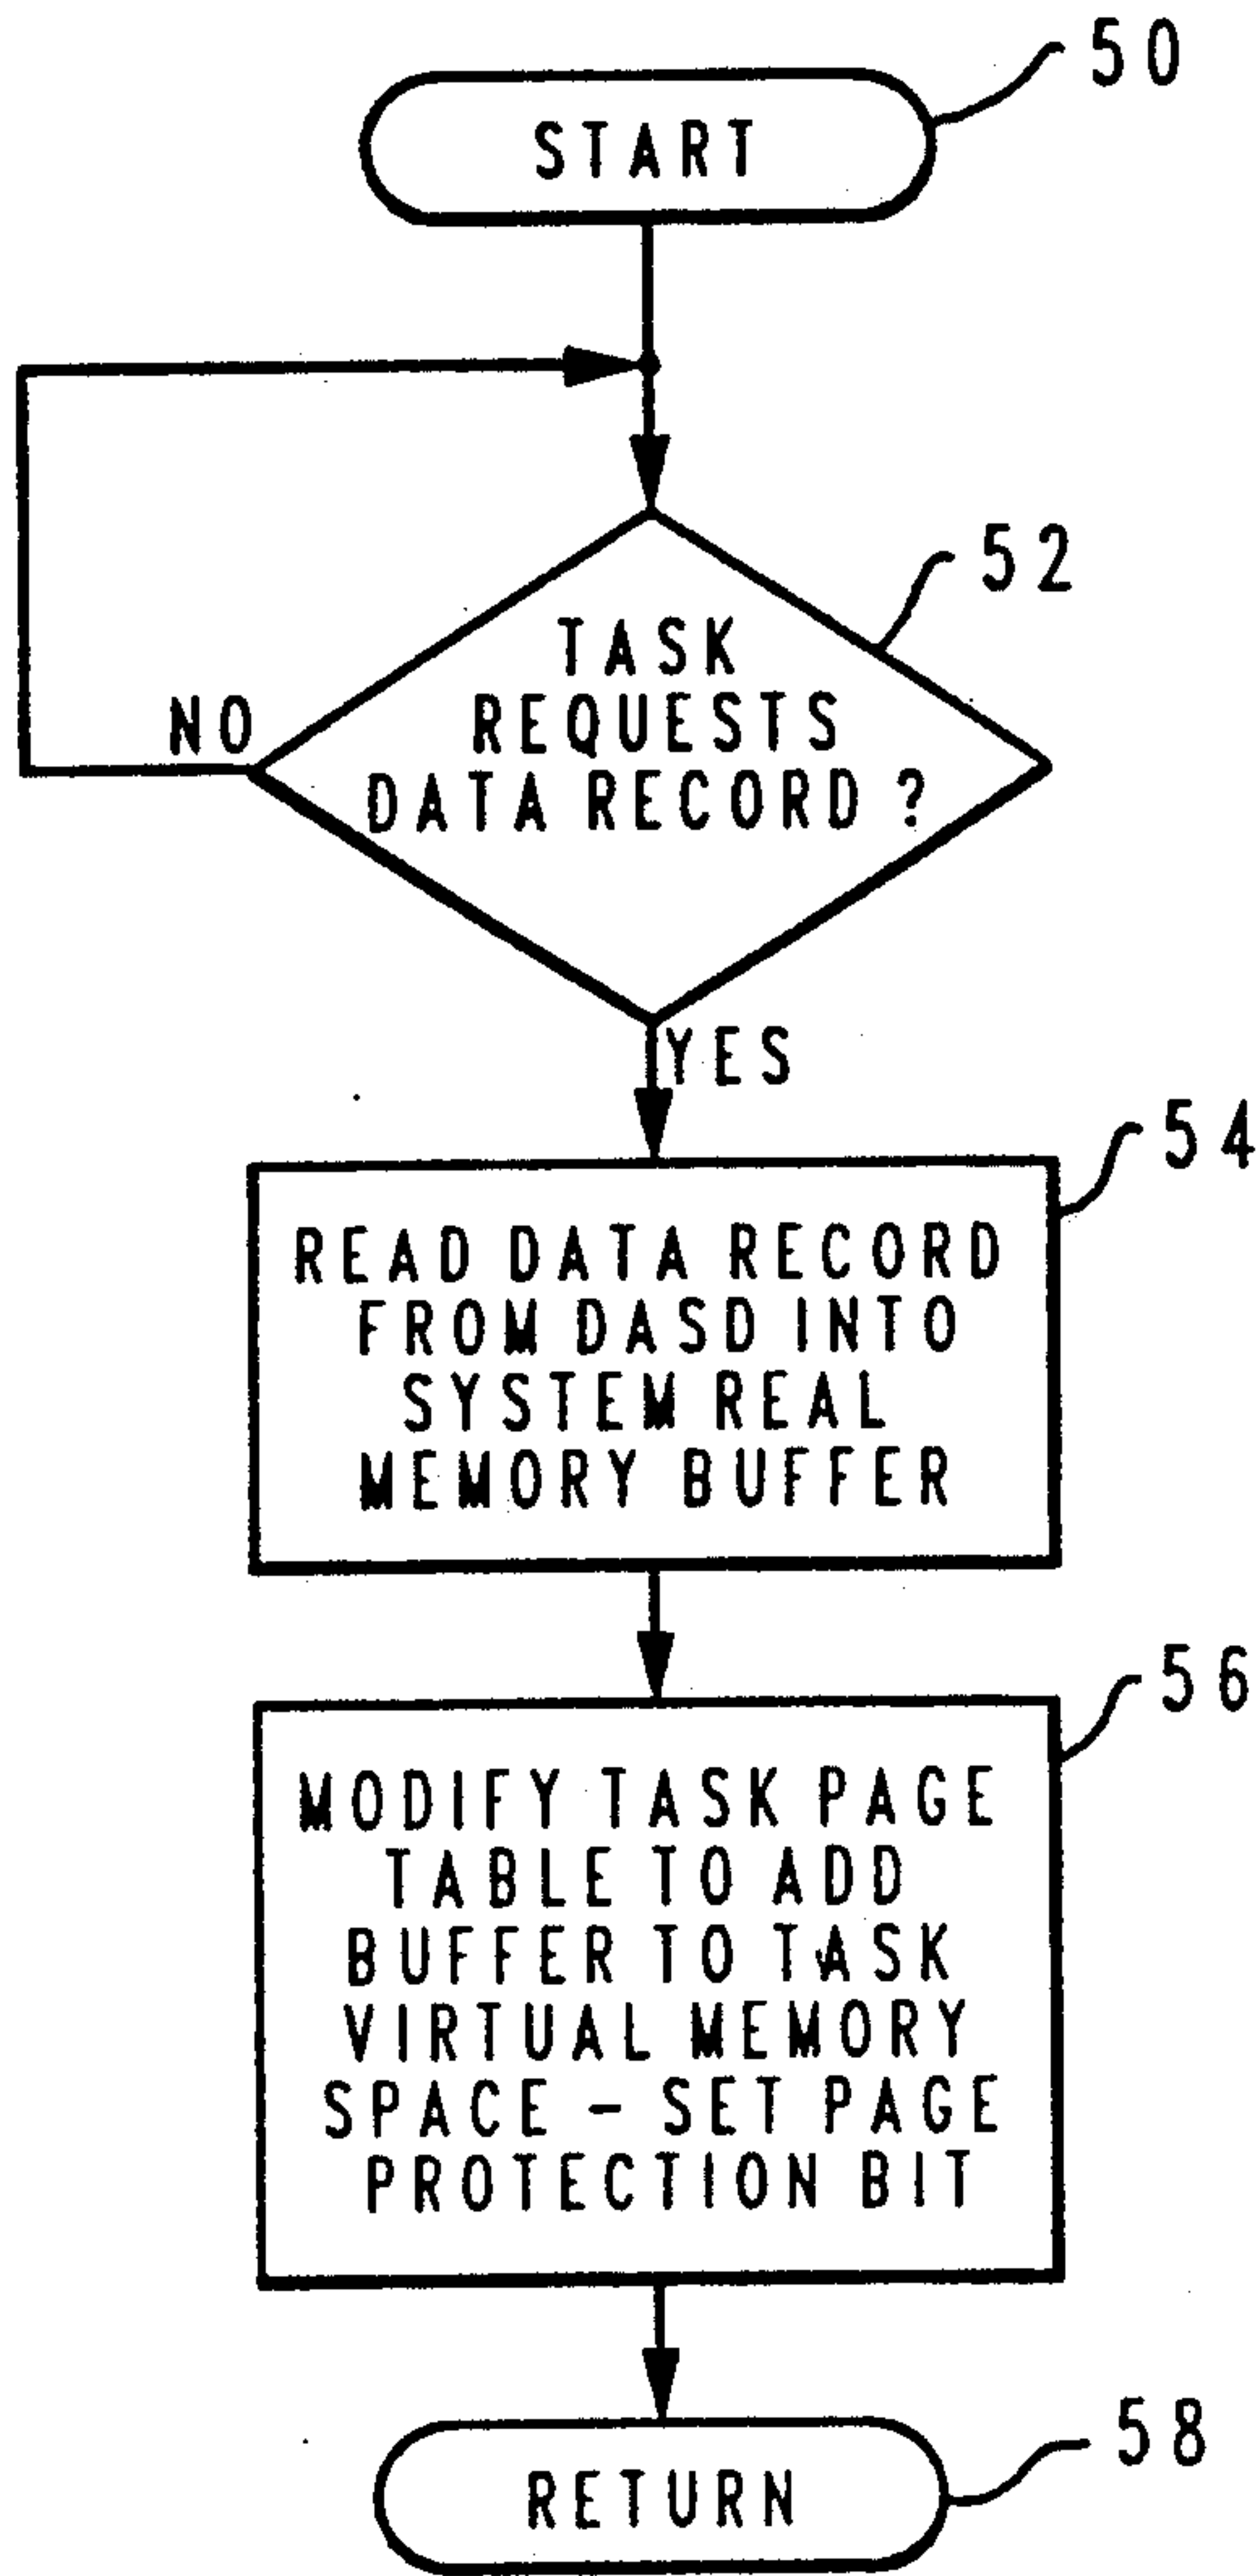 50
START
52
TASK
REQUESTS
DATA RECORD ?
NO
YES
54
READ DATA RECORD
FROM DASD INTO
SYSTEM REAL
MEMORY BUFFER
56
MODIFY TASK PAGE
TABLE TO ADD
BUFFER TO TASK
VIRTUAL MEMORY
SPACE - SET PAGE
PROTECTION BIT
58
RETURN